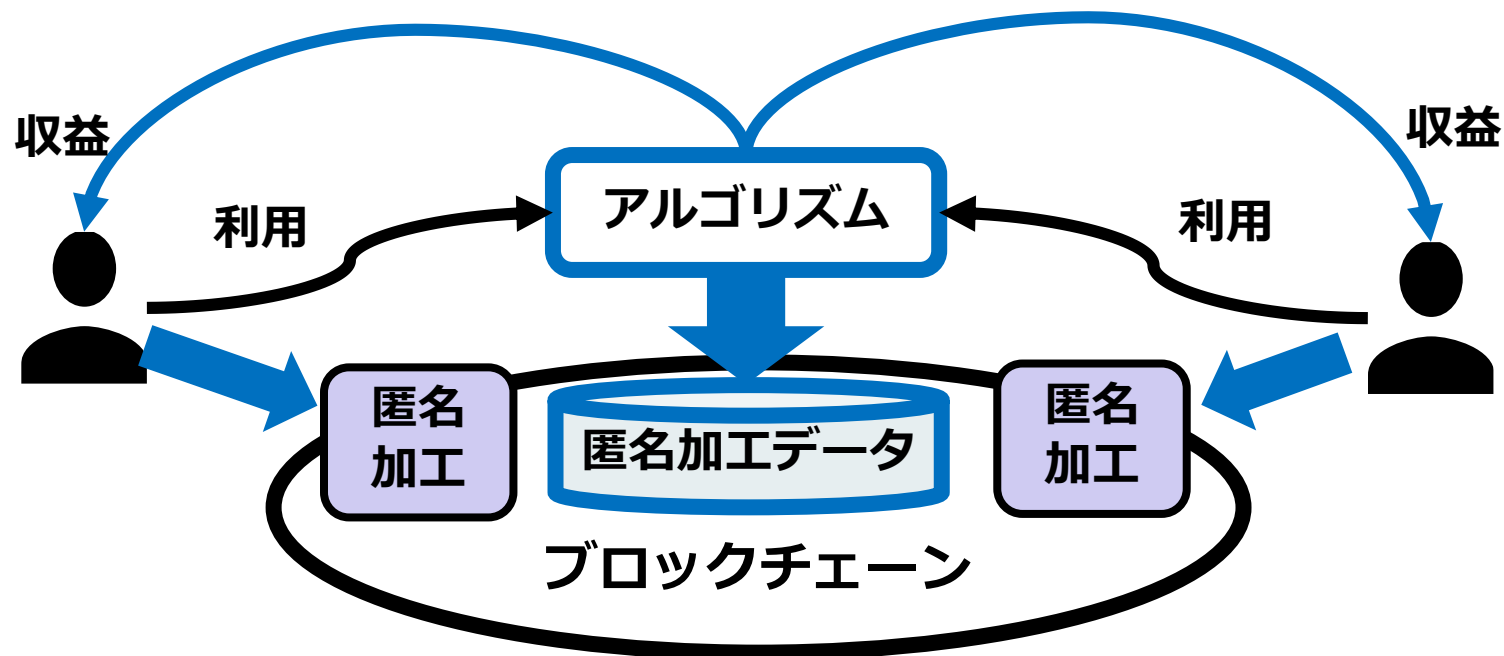 収益
収益
利用
アルゴリズム
利用
匿名
加工
匿名加工データ
匿名
加工
ブロックチェーン